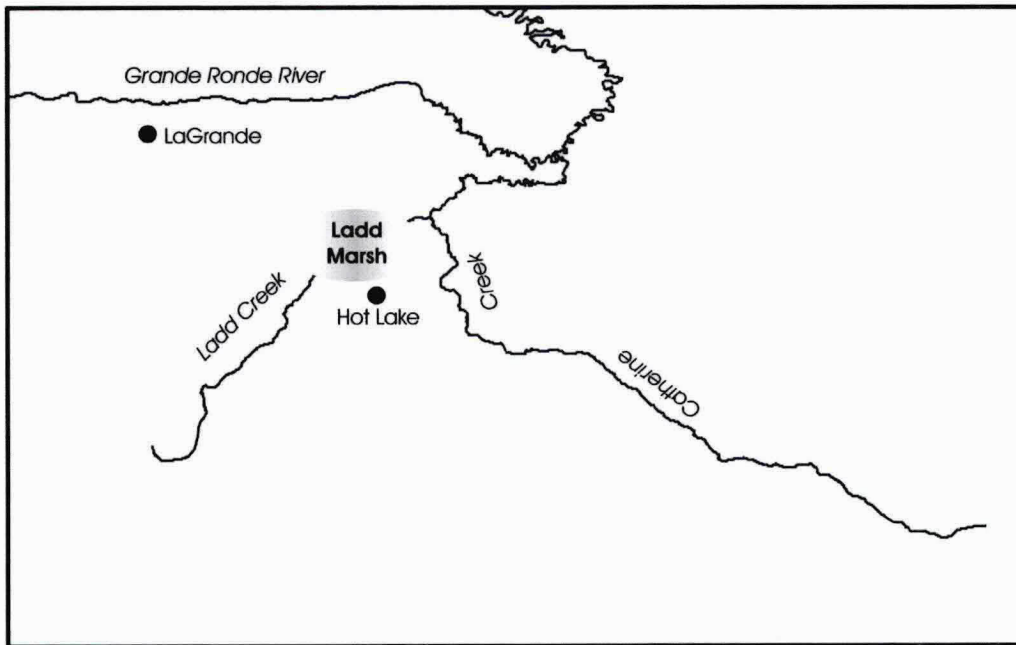 Grande Ronde River
LaGrande
Ladd
Marsh
Ladd Creek
Hot Lake
Creek
Catherine